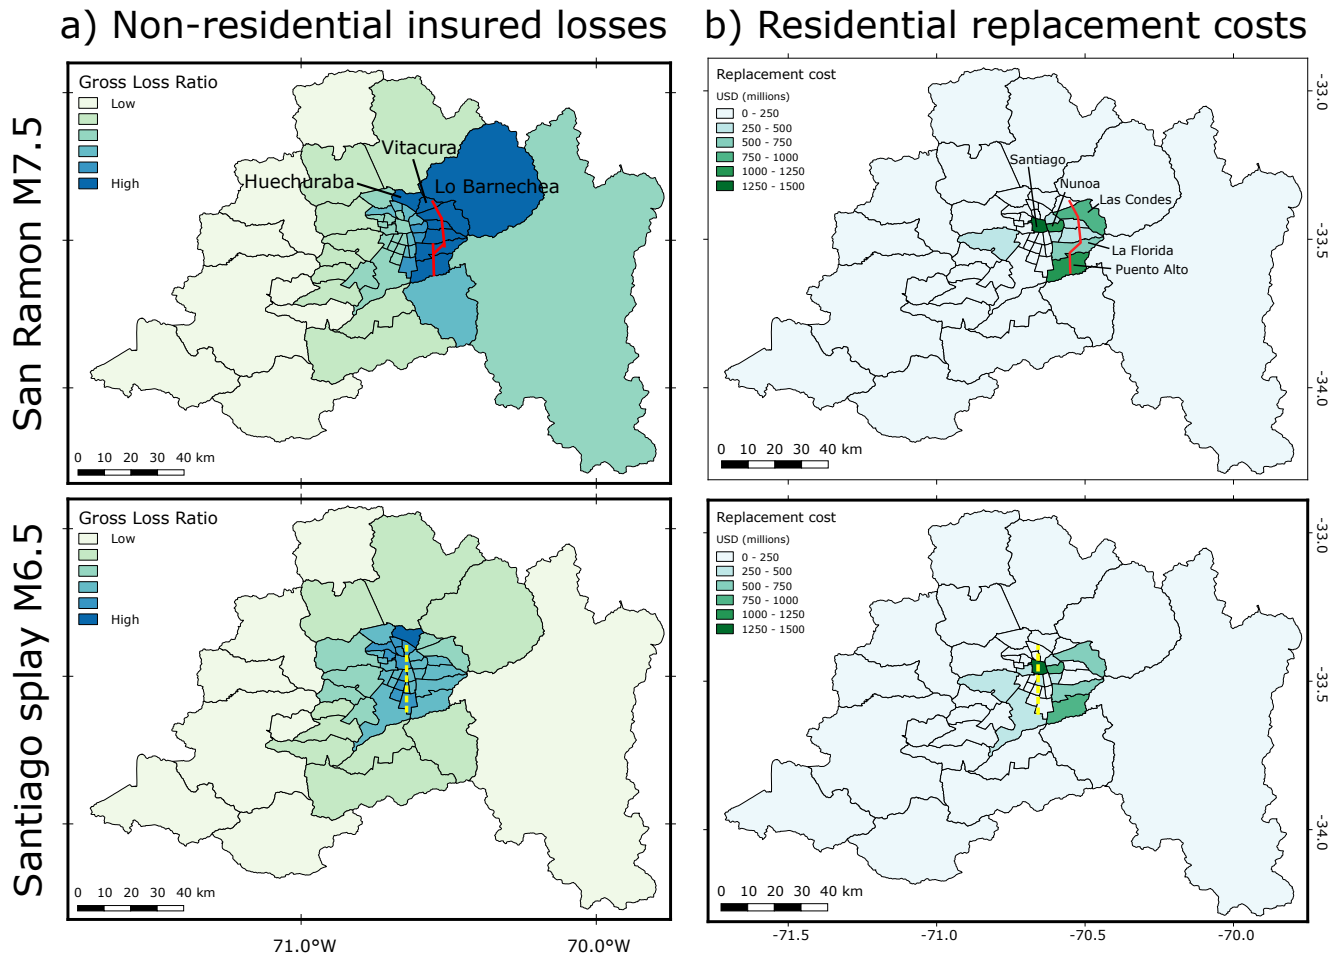 a) Non-residential insured losses
b) Residential replacement costs
San Ramon M7.5
Gross Loss Ratio
Low
High
Huechuraba
Vitacura
Lo Barnechea
0 10 20 30 40 km
Replacement cost
USD (millions)
0 - 250
250 - 500
500 - 750
750 - 1000
1000 - 1250
1250 - 1500
Santiago
Nunoa
Las Condes
La Florida
Puento Alto
0 10 20 30 40 km
-33.0
-33.5
-34.0
Santiago splay M6.5
Gross Loss Ratio
Low
High
0 10 20 30 40 km
71.0°W
70.0°W
Replacement cost
USD (millions)
0 - 250
250 - 500
500 - 750
750 - 1000
1000 - 1250
1250 - 1500
0 10 20 30 40 km
-33.0
-33.5
-34.0
-71.5
-71.0
-70.5
-70.0